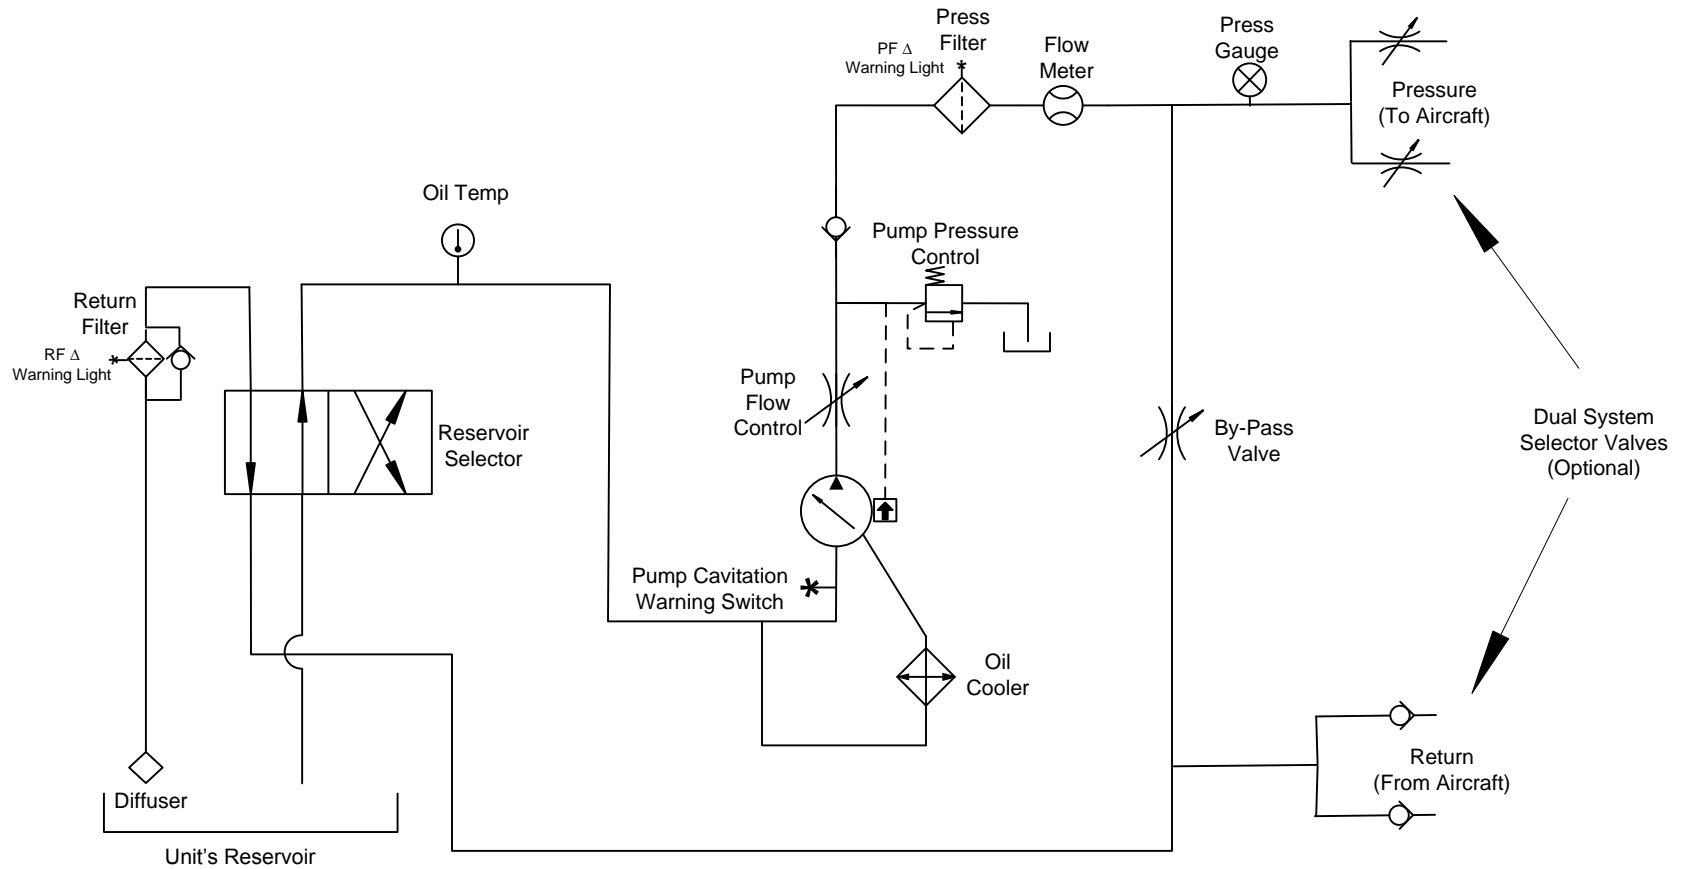 Press
Filter
PF Δ
Warning Light
Flow
Meter
Press
Gauge
Pressure
(To Aircraft)
Oil Temp
Pump Pressure
Control
Return
Filter
RF Δ
Warning Light
Reservoir
Selector
Pump
Flow
Control
By-Pass
Valve
Dual System
Selector Valves
(Optional)
Pump Cavitation
Warning Switch
Oil
Cooler
Return
(From Aircraft)
Diffuser
Unit's Reservoir